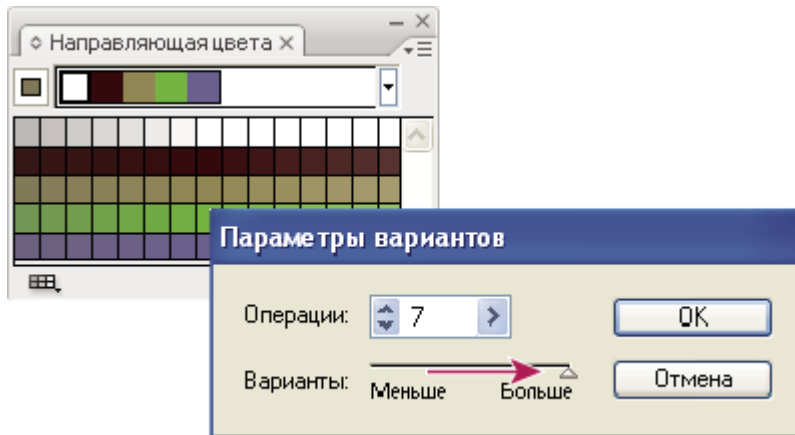 Направляющая цвета
Параметры вариантов
Операции: 7
OK
Варианты:
Меньше Больше
Отмена